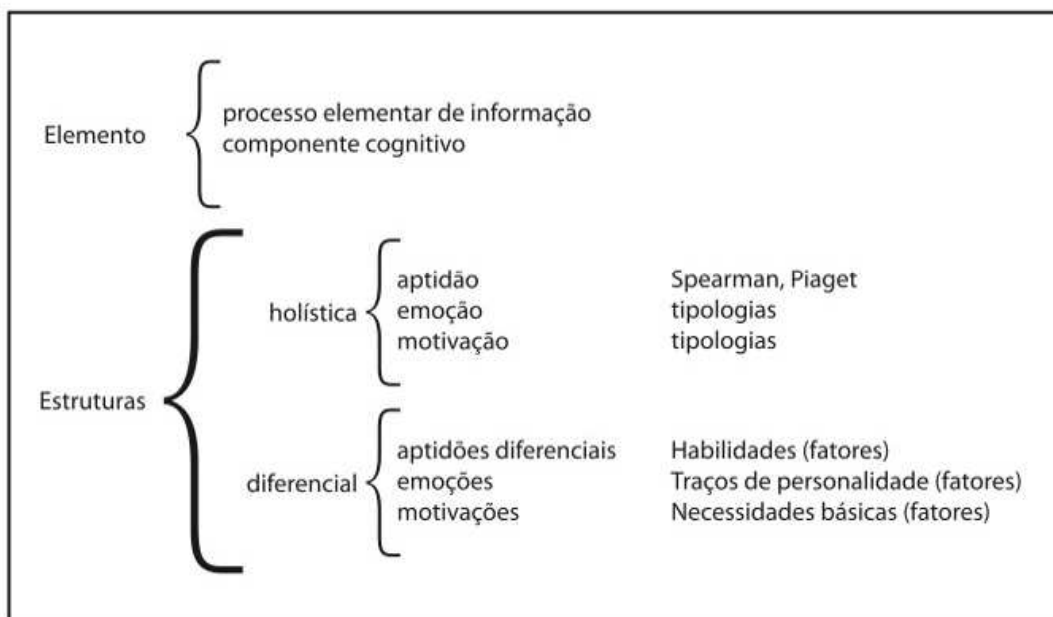 Elemento
processo elementar de informação
componente cognitivo
Estruturas
holística
aptidão Spearman, Piaget
emoção tipologias
motivação tipologias
diferencial
aptidões diferenciais Habilidades (fatores)
emoções Traços de personalidade (fatores)
motivações Necessidades básicas (fatores)